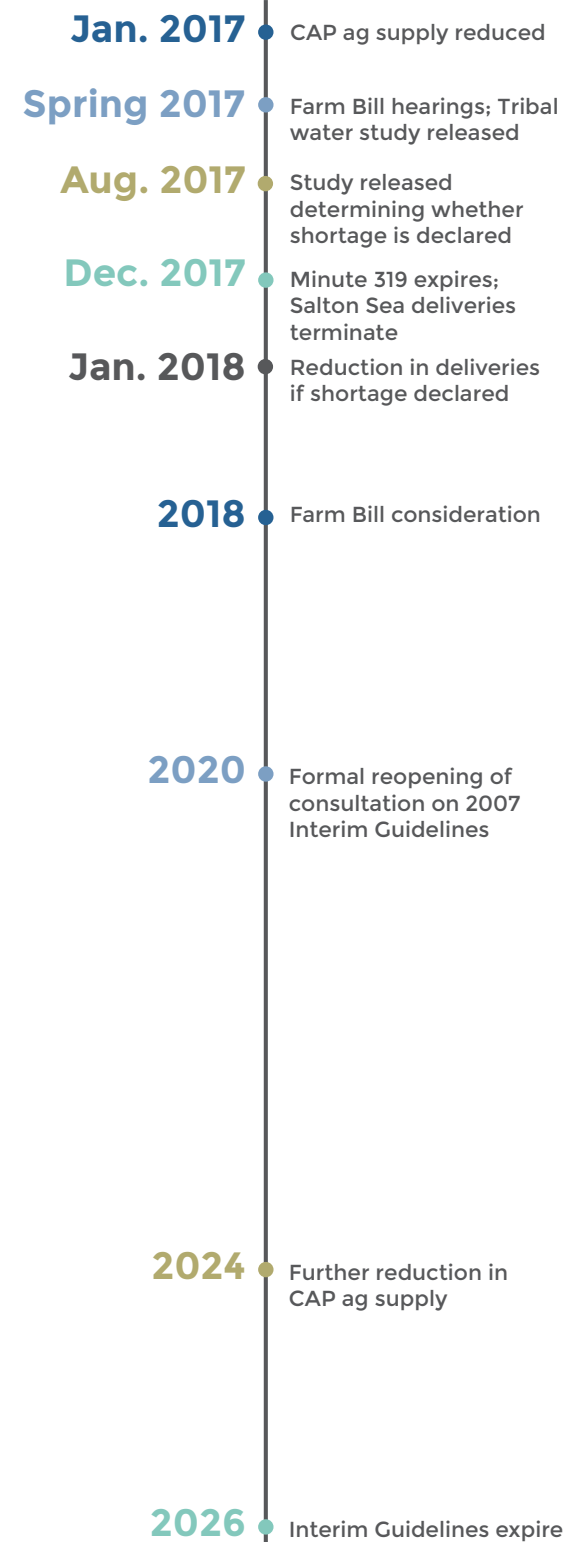 Jan. 2017
CAP ag supply reduced
Spring 2017
Farm Bill hearings; Tribal
water study released
Aug. 2017
Study released
determining whether
shortage is declared
Dec. 2017
Minute 319 expires;
Salton Sea deliveries
terminate
Jan. 2018
Reduction in deliveries
if shortage declared
2018
Farm Bill consideration
2020
Formal reopening of
consultation on 2007
Interim Guidelines
2024
Further reduction in
CAP ag supply
2026
Interim Guidelines expire